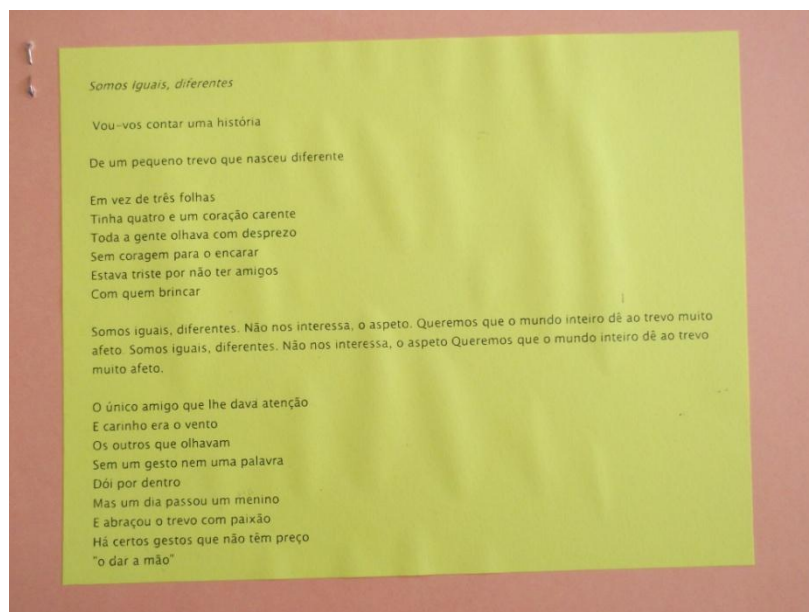 Somos Iguais, diferentes
Vou-vos contar uma história
De um pequeno trevo que nasceu diferente
Em vez de três folhas
Tinha quatro e um coração carente
Toda a gente olhava com desprezo
Sem coragem para o encarar
Estava triste por não ter amigos
Com quem brincar
Somos iguais, diferentes. Não nos interessa, o aspeto. Queremos que o mundo inteiro dê ao trevo muito
afeto. Somos iguais, diferentes. Não nos interessa, o aspeto Queremos que o mundo inteiro dê ao trevo
muito afeto.
O único amigo que lhe dava atenção
E carinho era o vento
Os outros que olhavam
Sem um gesto nem uma palavra
Dói por dentro
Mas um dia passou um menino
E abraçou o trevo com paixão
Há certos gestos que não têm preço
"o dar a mão"